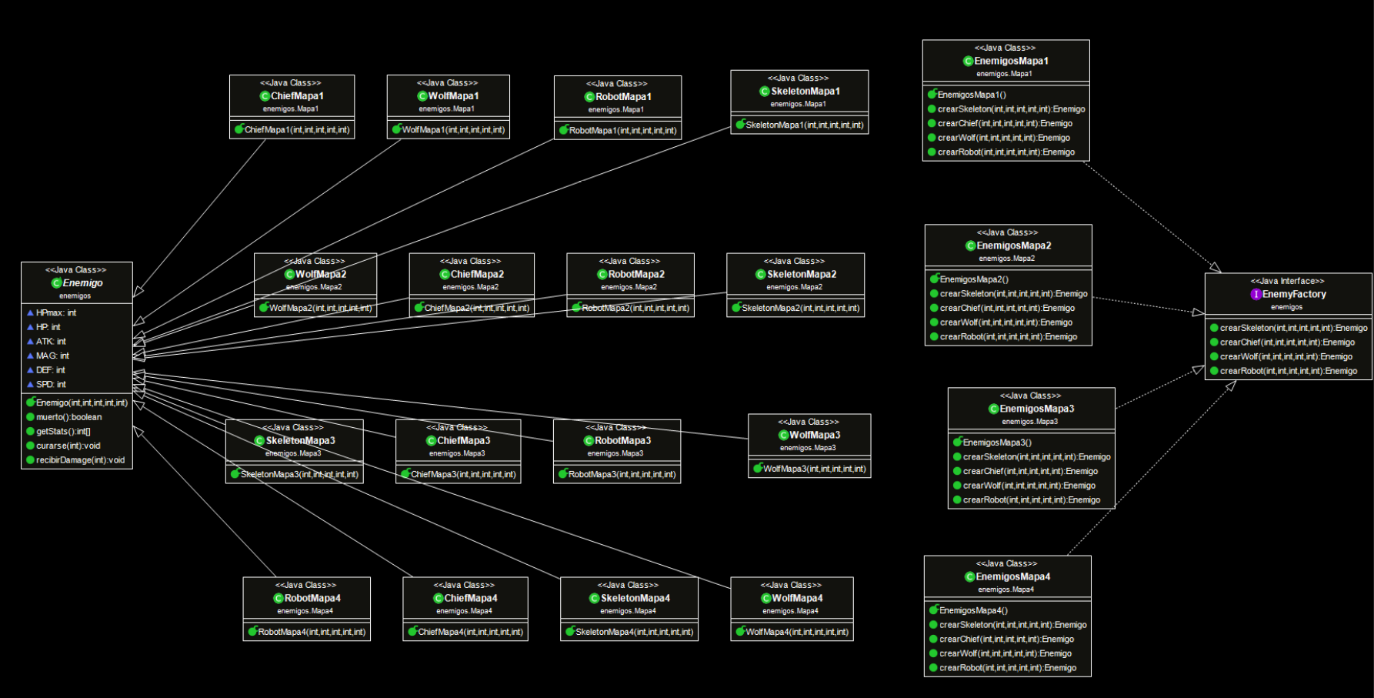 <<Java Class>>
ChiefMapa1
enemigos.Mapa1
ChiefMapa1(int,int,int,int,int)
<<Java Class>>
WolfMapa1
enemigos.Mapa1
WolfMapa1(int,int,int,int,int)
<<Java Class>>
RobotMapa1
enemigos.Mapa1
RobotMapa1(int,int,int,int,int)
<<Java Class>>
SkeletonMapa1
enemigos.Mapa1
SkeletonMapa1(int,int,int,int,int)
<<Java Class>>
EnemigosMapa1
enemigos.Mapa1
EnemigosMapa1()
crearSkeleton(int,int,int,int,int):Enemigo
crearChief(int,int,int,int,int):Enemigo
crearWolf(int,int,int,int,int):Enemigo
crearRobot(int,int,int,int,int):Enemigo
<<Java Class>>
Enemigo
enemigos
HPmax: int
HP: int
ATK: int
MAG: int
DEF: int
SPD: int
Enemigo(int,int,int,int,int)
muerto():boolean
getStats():int[]
curarse(int):void
recibirDamage(int):void
<<Java Class>>
WolfMapa2
enemigos.Mapa2
WolfMapa2(int,int,int,int,int)
<<Java Class>>
ChiefMapa2
enemigos.Mapa2
ChiefMapa2(int,int,int,int,int)
<<Java Class>>
RobotMapa2
enemigos.Mapa2
RobotMapa2(int,int,int,int,int)
<<Java Class>>
SkeletonMapa2
enemigos.Mapa2
SkeletonMapa2(int,int,int,int,int)
<<Java Class>>
EnemigosMapa2
enemigos.Mapa2
EnemigosMapa2()
crearSkeleton(int,int,int,int,int):Enemigo
crearChief(int,int,int,int,int):Enemigo
crearWolf(int,int,int,int,int):Enemigo
crearRobot(int,int,int,int,int):Enemigo
<<Java Interface>>
EnemyFactory
enemigos
crearSkeleton(int,int,int,int,int):Enemigo
crearChief(int,int,int,int,int):Enemigo
crearWolf(int,int,int,int,int):Enemigo
crearRobot(int,int,int,int,int):Enemigo
<<Java Class>>
SkeletonMapa3
enemigos.Mapa3
SkeletonMapa3(int,int,int,int,int)
<<Java Class>>
ChiefMapa3
enemigos.Mapa3
ChiefMapa3(int,int,int,int,int)
<<Java Class>>
RobotMapa3
enemigos.Mapa3
RobotMapa3(int,int,int,int,int)
<<Java Class>>
WolfMapa3
enemigos.Mapa3
WolfMapa3(int,int,int,int,int)
<<Java Class>>
EnemigosMapa3
enemigos.Mapa3
EnemigosMapa3()
crearSkeleton(int,int,int,int,int):Enemigo
crearChief(int,int,int,int,int):Enemigo
crearWolf(int,int,int,int,int):Enemigo
crearRobot(int,int,int,int,int):Enemigo
<<Java Class>>
RobotMapa4
enemigos.Mapa4
RobotMapa4(int,int,int,int,int)
<<Java Class>>
ChiefMapa4
enemigos.Mapa4
ChiefMapa4(int,int,int,int,int)
<<Java Class>>
SkeletonMapa4
enemigos.Mapa4
SkeletonMapa4(int,int,int,int,int)
<<Java Class>>
WolfMapa4
enemigos.Mapa4
WolfMapa4(int,int,int,int,int)
<<Java Class>>
EnemigosMapa4
enemigos.Mapa4
EnemigosMapa4()
crearSkeleton(int,int,int,int,int):Enemigo
crearChief(int,int,int,int,int):Enemigo
crearWolf(int,int,int,int,int):Enemigo
crearRobot(int,int,int,int,int):Enemigo